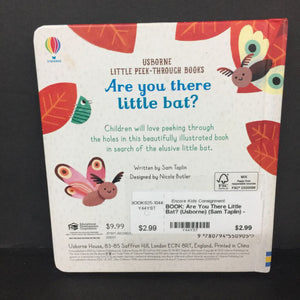 USBORNE
LITTLE PEEK-THROUGH BOOKS
Are you there
little bat?
Children will love peeking through
the holes in this beautifully illustrated book
in search of the elusive little bat.
Written by Sam Taplin
Designed by Nicola Butler
MIX
Encore Kids Consignment
BOOK: Are You There Little
Bat? (Usborne) (Sam Taplin) -
$9.99
$2.99
$2.99
$2.99
Usborne House, 83-85 Saffron Hill, London EC1N 8RT, England. Printed in China